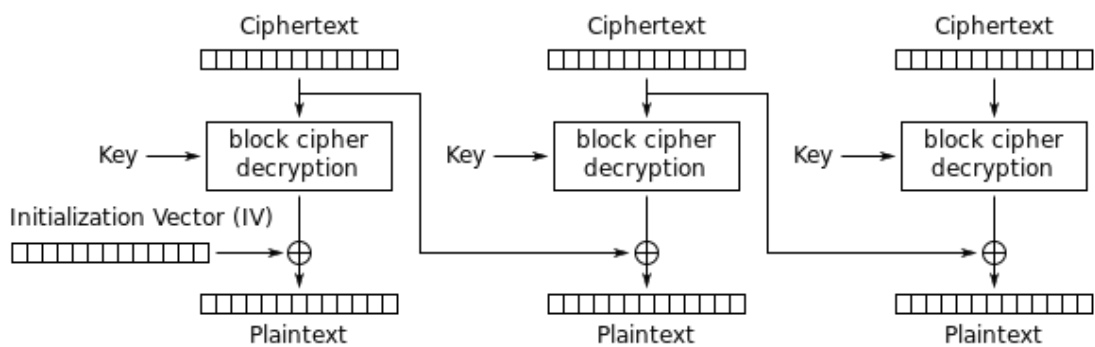 Ciphertext
Ciphertext
Ciphertext
Key
block cipher
decryption
Key
block cipher
decryption
Key
block cipher
decryption
Initialization Vector (IV)
Plaintext
Plaintext
Plaintext